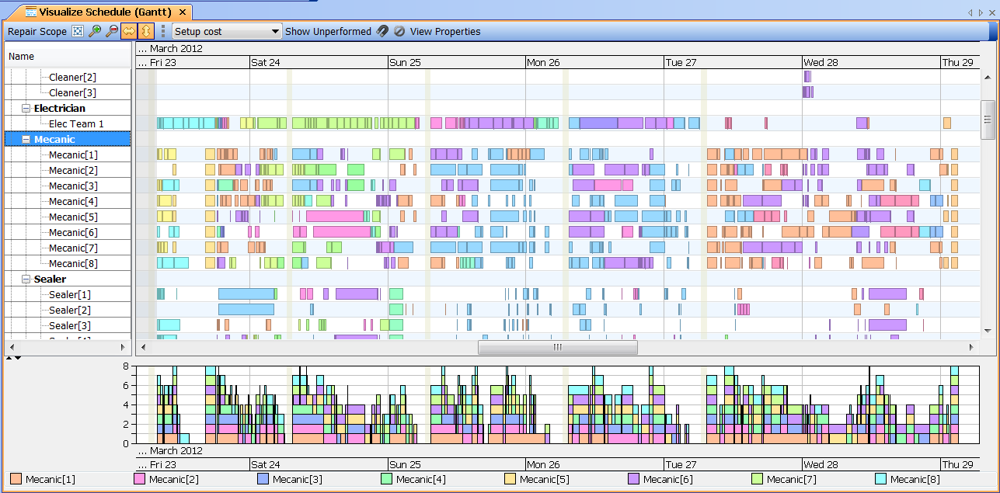 Visualize Schedule (Gantt)
Repair Scope Setup cost Show Unperformed View Properties
Name
... March 2012
... Fri 23 Sat 24 Sun 25 Mon 26 Tue 27 Wed 28 Thu 29
Cleaner[2]
Cleaner[3]
Electrician
Elec Team 1
Mecanic
Mecanic[1]
Mecanic[2]
Mecanic[3]
Mecanic[4]
Mecanic[5]
Mecanic[6]
Mecanic[7]
Mecanic[8]
Sealer
Sealer[1]
Sealer[2]
Sealer[3]
8
6
4
2
0
... March 2012
... Fri 23 Sat 24 Sun 25 Mon 26 Tue 27 Wed 28 Thu 29
Mecanic[1] Mecanic[2] Mecanic[3] Mecanic[4] Mecanic[5] Mecanic[6] Mecanic[7] Mecanic[8]